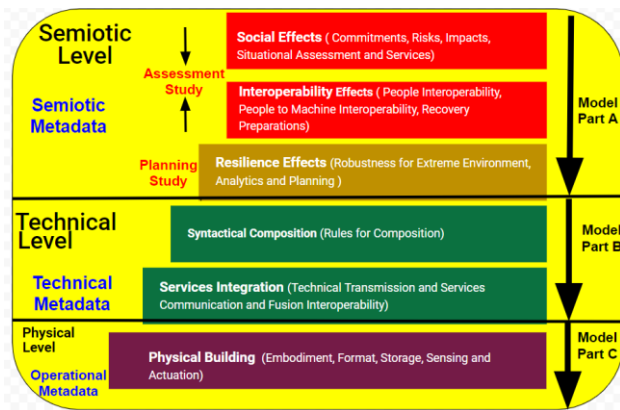 Semiotic
Level
Semiotic
Metadata
Assessment
Study
Planning
Study
Social Effects ( Commitments, Risks, Impacts,
Situational Assessment and Services)
Interoperability Effects ( People Interoperability,
People to Machine Interoperability, Recovery
Preparations)
Resilience Effects (Robustness for Extreme Environment,
Analytics and Planning )
Model
Part A
Technical
Level
Technical
Metadata
Syntactical Composition (Rules for Composition)
Services Integration (Technical Transmission and Services
Communication and Fusion Interoperability)
Model
Part B
Physical
Level
Operational
Metadata
Physical Building (Embodiment, Format, Storage, Sensing and
Actuation)
Model
Part C